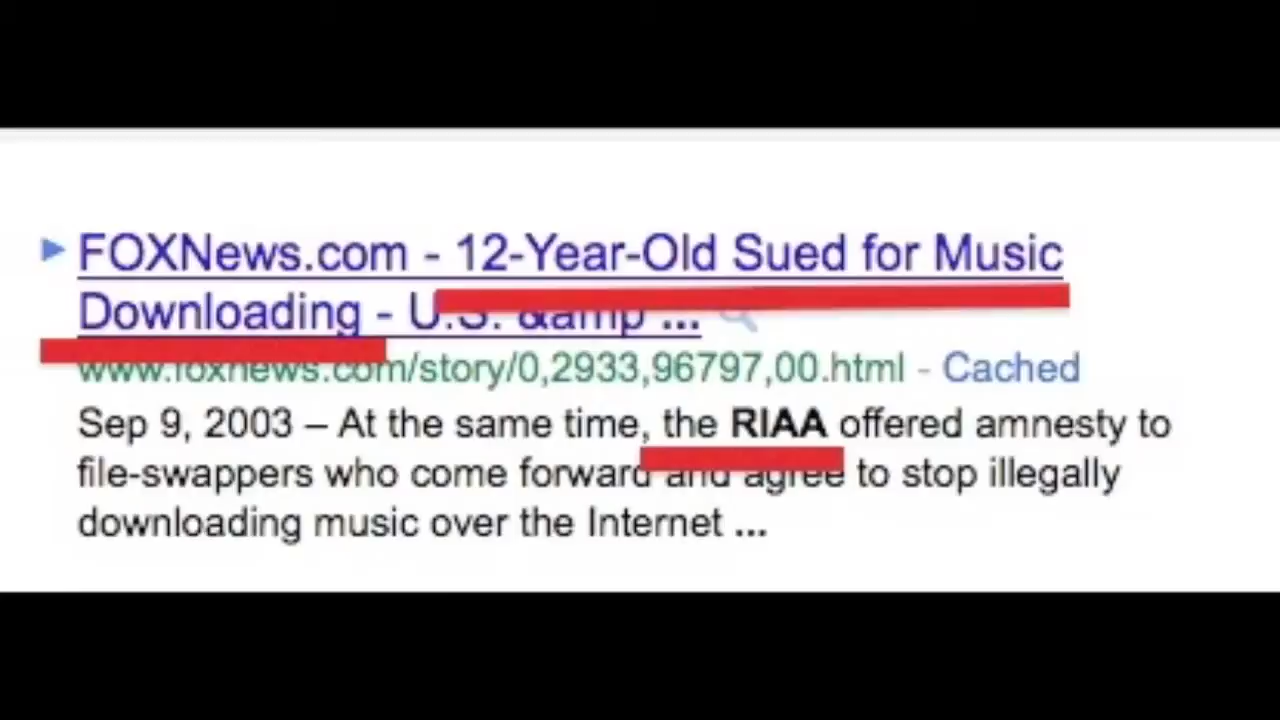 FOXNews.com - 12-Year-Old Sued for Music
Downloading - U.S. &amp ...
www.foxnews.com/story/0,2933,96797,00.html - Cached
Sep 9, 2003 – At the same time, the RIAA offered amnesty to
file-swappers who come forward and agree to stop illegally
downloading music over the Internet ...